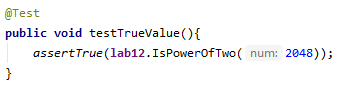 @Test
public void testTrueValue(){
assertTrue(lab12.IsPowerOfTwo( num: 2048));
}